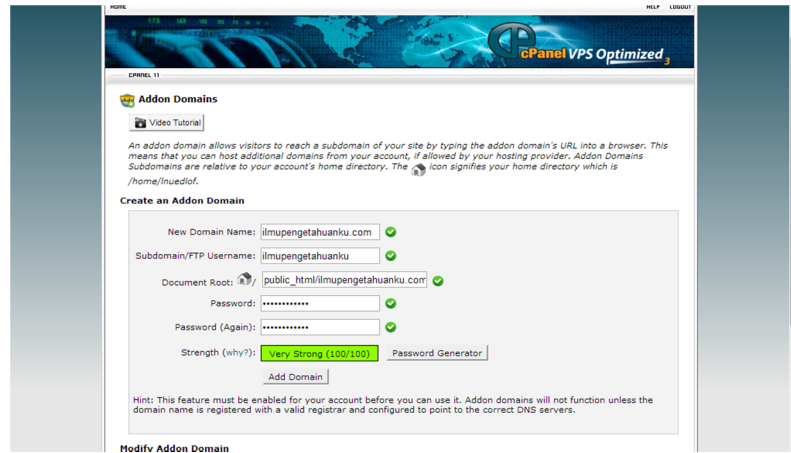 HOME HELP LOGOUT
cPanel VPS Optimized 3
CPANEL 11
Addon Domains
Video Tutorial
An addon domain allows visitors to reach a subdomain of your site by typing the addon domain's URL into a browser. This
means that you can host additional domains from your account, if allowed by your hosting provider. Addon Domains
Subdomains are relative to your account's home directory. The icon signifies your home directory which is
/home/lnuedlof.
Create an Addon Domain
New Domain Name: ilmupengetahuanku.com
Subdomain/FTP Username: ilmupengetahuanku
Document Root: / public_html/ilmupengetahuanku.com
Password: ••••••••••••
Password (Again): ••••••••••••
Strength (why?): Very Strong (100/100) Password Generator
Add Domain
Hint: This feature must be enabled for your account before you can use it. Addon domains will not function unless the
domain name is registered with a valid registrar and configured to point to the correct DNS servers.
Modify Addon Domain